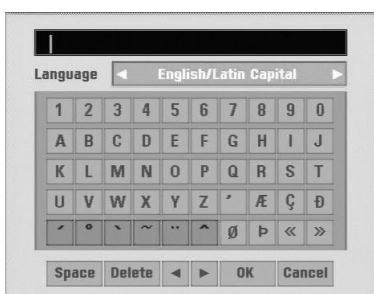 Language ◄ English/Latin Capital ►
1 2 3 4 5 6 7 8 9 0
A B C D E F G H I J
K L M N O P Q R S T
U V W X Y Z ʼ Æ Ç Ð
´ ° ` ~ ¨ ^ Ø Þ « »
Space Delete ◄ ► OK Cancel